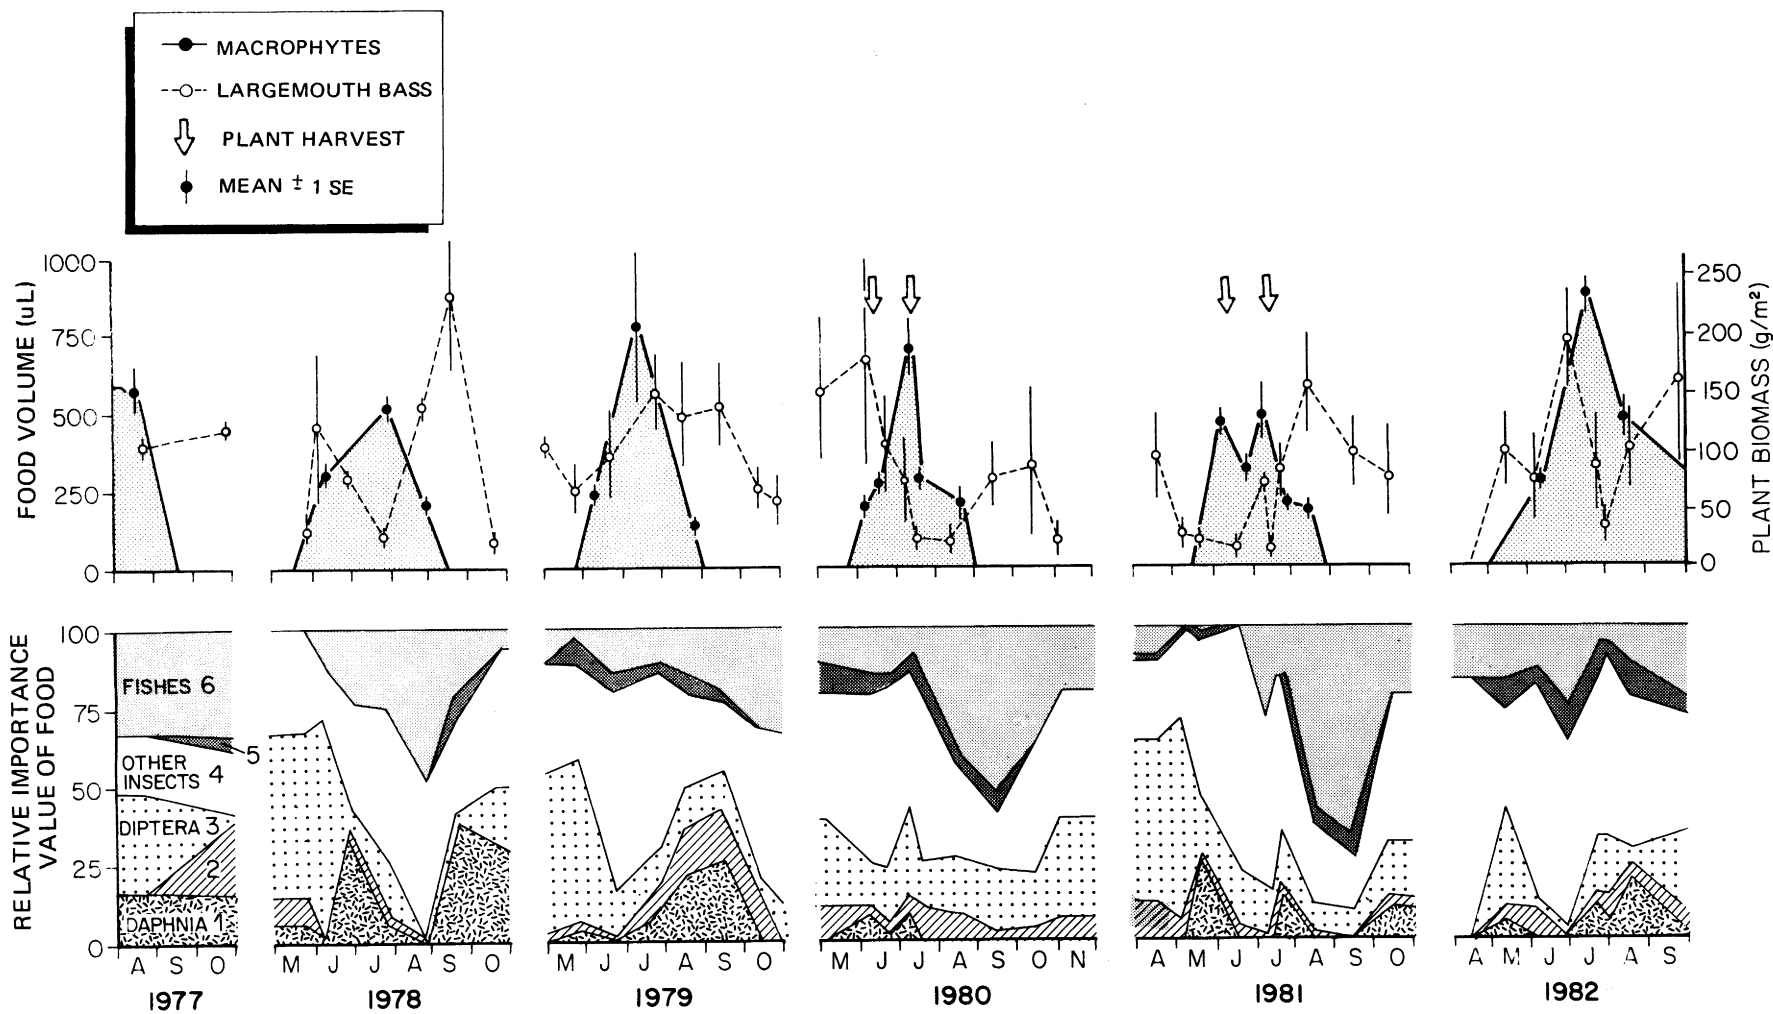 MACROPHYTES
LARGEMOUTH BASS
PLANT HARVEST
MEAN ± 1 SE
FOOD VOLUME (uL)
1000
750
500
250
0
PLANT BIOMASS (g/m²)
250
200
150
100
50
0
RELATIVE IMPORTANCE
VALUE OF FOOD
100
75
50
25
0
FISHES 6
5
OTHER
INSECTS 4
DIPTERA 3
2
DAPHNIA 1
A S O
M J J A S O
M J J A S O
M J J A S O N
A M J J A S O
A M J J A S
1977
1978
1979
1980
1981
1982